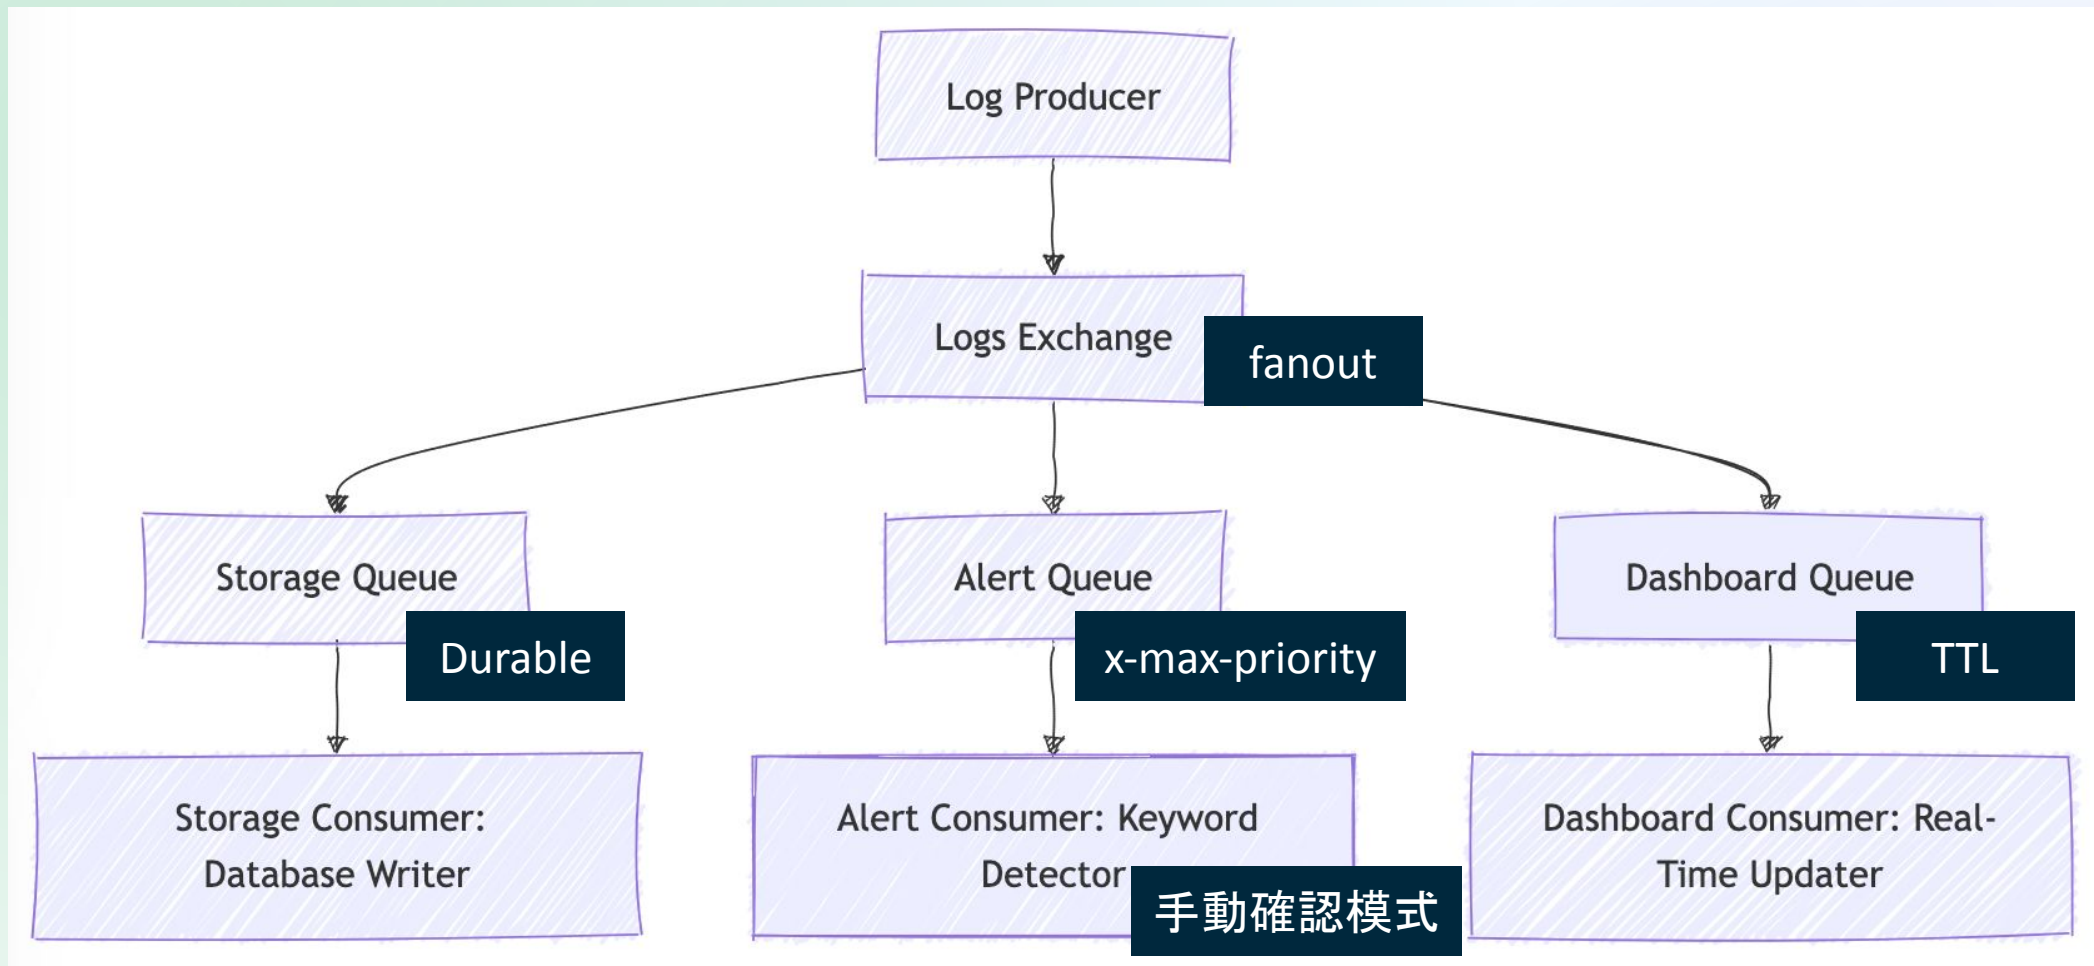 Log Producer
Logs Exchange
fanout
Storage Queue
Durable
Alert Queue
x-max-priority
Dashboard Queue
TTL
Storage Consumer:
Database Writer
Alert Consumer: Keyword
Detector
手動確認模式
Dashboard Consumer: Real-
Time Updater